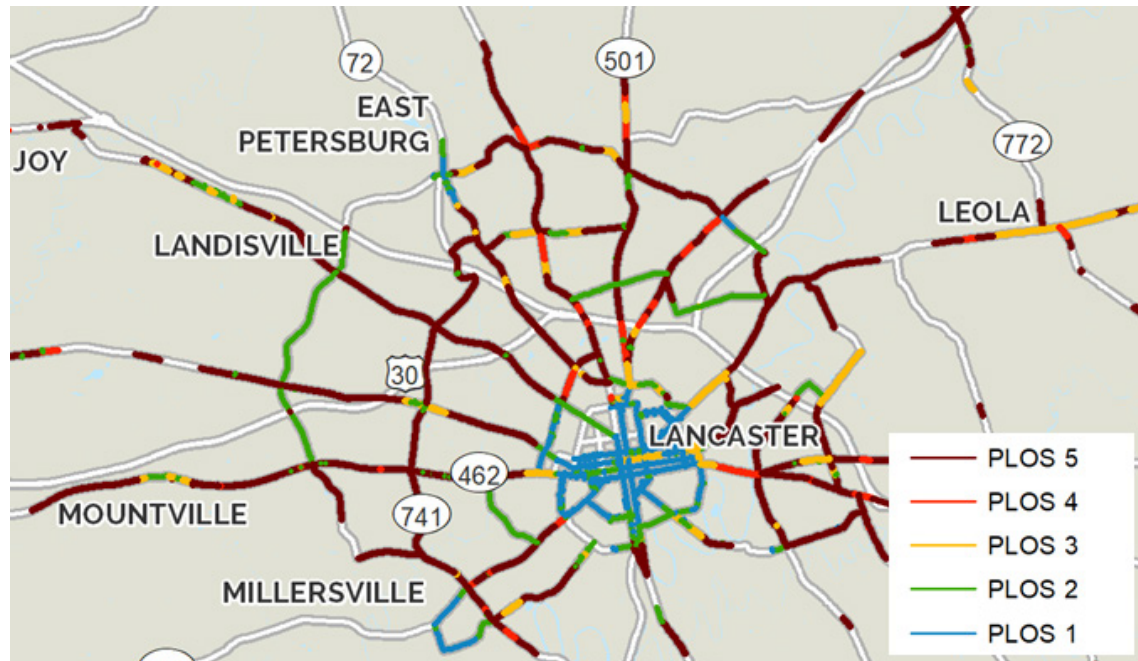 72
501
EAST
PETERSBURG
772
JOY
LEOLA
LANDISVILLE
30
LANCASTER
462
MOUNTVILLE
741
MILLERSVILLE
PLOS 5
PLOS 4
PLOS 3
PLOS 2
PLOS 1